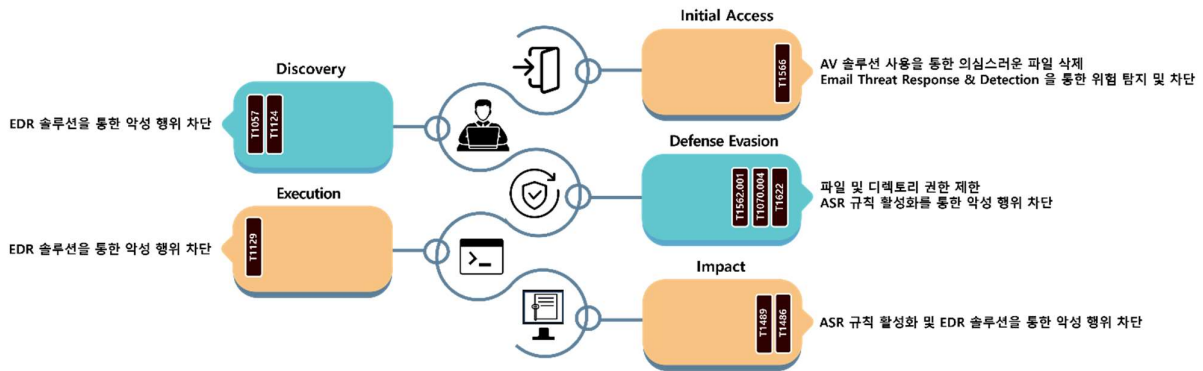 Initial Access
T1566
AV 솔루션 사용을 통한 의심스러운 파일 삭제
Email Threat Response & Detection 을 통한 위험 탐지 및 차단
Discovery
T1057
T1124
EDR 솔루션을 통한 악성 행위 차단
Defense Evasion
T1562.001
T1070.004
T1622
파일 및 디렉토리 권한 제한
ASR 규칙 활성화를 통한 악성 행위 차단
Execution
T1129
EDR 솔루션을 통한 악성 행위 차단
Impact
T1489
T1486
ASR 규칙 활성화 및 EDR 솔루션을 통한 악성 행위 차단